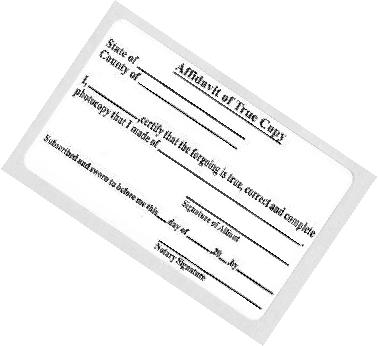 Affidavit of True Copy
State of
County of
I, ,certify that the forgoing is true, correct and complete
photocopy that I made of .
Signature of Affiant
Subscribed and sworn to before me this day of , 20 , by
Notary Signature